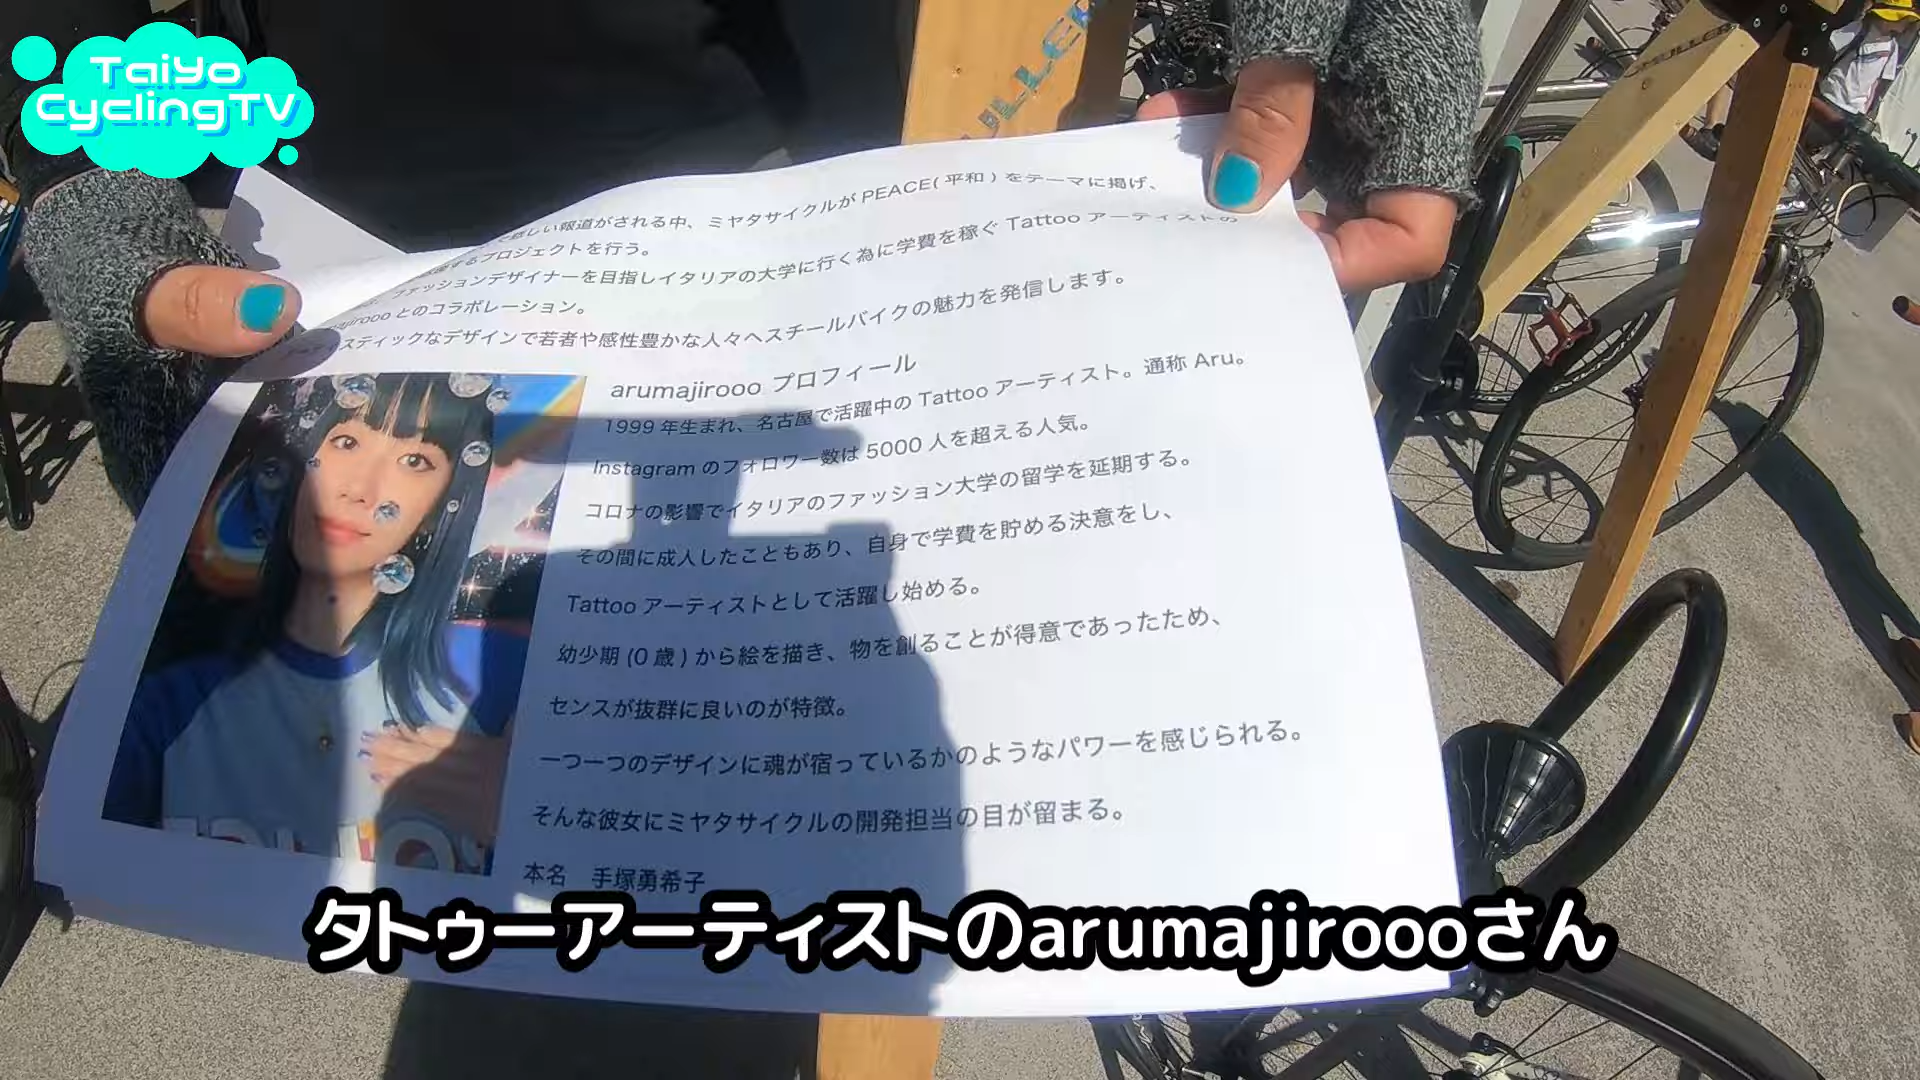 TaiYo
CyclingTV
しい報道がされる中、ミヤタサイクルが PEACE(平和) をテーマに掲げ、
するプロジェクトを行う。
ファッションデザイナーを目指しイタリアの大学に行く為に学費を稼ぐ Tattoo アーティストの
majirooo とのコラボレーション。
スティックなデザインで若者や感性豊かな人々へスチールバイクの魅力を発信します。
arumajirooo プロフィール
1999 年生まれ、名古屋で活躍中の Tattoo アーティスト。通称 Aru。
Instagram のフォロワー数は 5000 人を超える人気。
コロナの影響でイタリアのファッション大学の留学を延期する。
その間に成人したこともあり、自身で学費を貯める決意をし、
Tattoo アーティストとして活躍し始める。
幼少期 (0 歳 ) から絵を描き、物を創ることが得意であったため、
センスが抜群に良いのが特徴。
一つ一つのデザインに魂が宿っているかのようなパワーを感じられる。
そんな彼女にミヤタサイクルの開発担当の目が留まる。
本名 手塚勇希子
タトゥーアーティストのarumajiroooさん